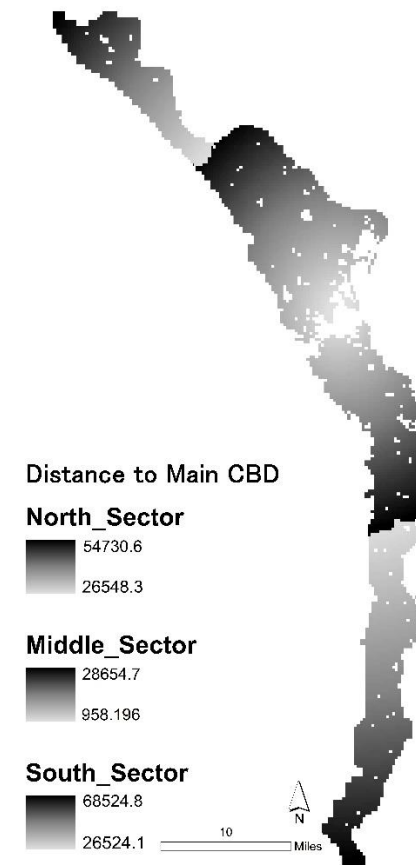 Distance to Main CBD
North_Sector
54730.6
26548.3
Middle_Sector
28654.7
958.196
South_Sector
68524.8
26524.1
N
10
Miles